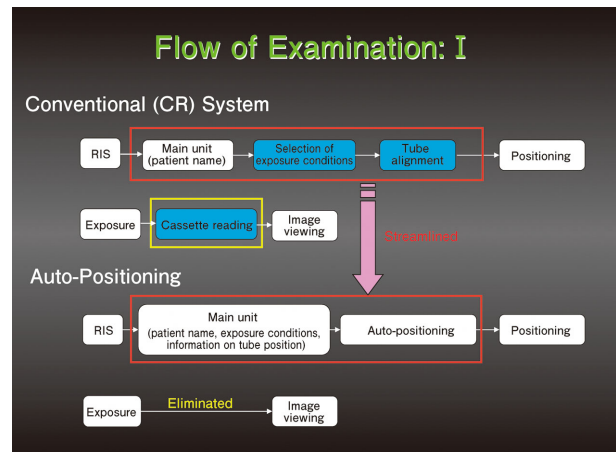 Flow of Examination: I
Conventional (CR) System
RIS
Main unit
(patient name)
Selection of
exposure conditions
Tube
alignment
Positioning
Exposure
Cassette reading
Image
viewing
Streamlined
Auto-Positioning
RIS
Main unit
(patient name, exposure conditions,
information on tube position)
Auto-positioning
Positioning
Exposure
Eliminated
Image
viewing